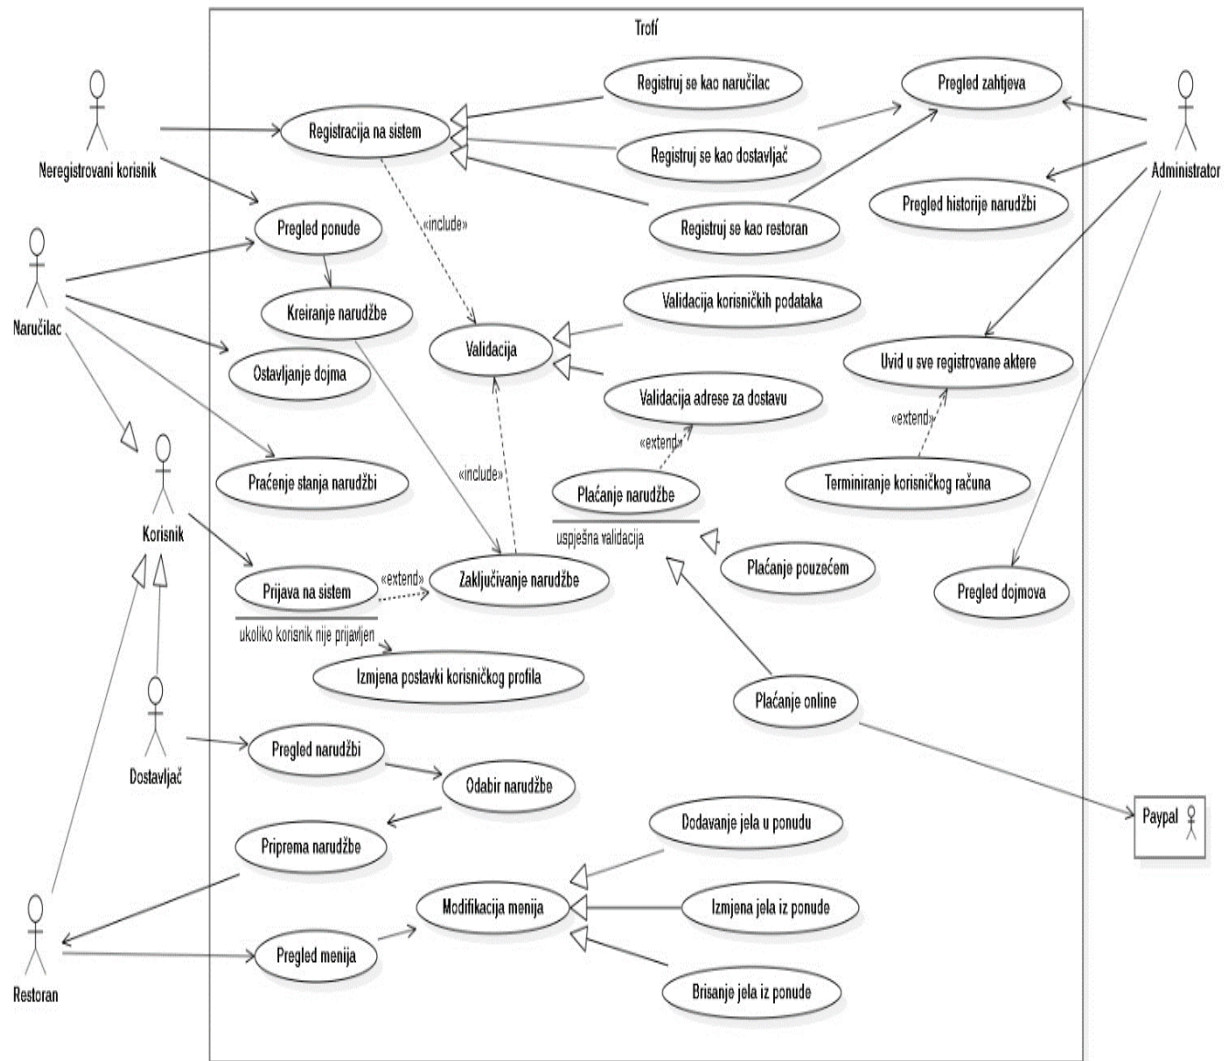 Trofí
Registruj se kao naručilac
Pregled zahtjeva
Registracija na sistem
Neregistrovani korisnik
Registruj se kao dostavljač
Administrator
Pregled historije narudžbi
Pregled ponude
«include»
Registruj se kao restoran
Kreiranje narudžbe
Validacija korisničkih podataka
Naručilac
Validacija
Uvid u sve registrovane aktere
Ostavljanje dojma
Validacija adrese za dostavu
«extend»
«extend»
Praćenje stanja narudžbi
«include»
Plaćanje narudžbe
Terminiranje korisničkog računa
Korisnik
uspješna validacija
Plaćanje pouzećem
Prijava na sistem
«extend»
Zaključivanje narudžbe
Pregled dojmova
ukoliko korisnik nije prijavljen
Izmjena postavki korisničkog profila
Plaćanje online
Pregled narudžbi
Dostavljač
Odabir narudžbe
Paypal
Dodavanje jela u ponudu
Priprema narudžbe
Modifikacija menija
Izmjena jela iz ponude
Pregled menija
Restoran
Brisanje jela iz ponude